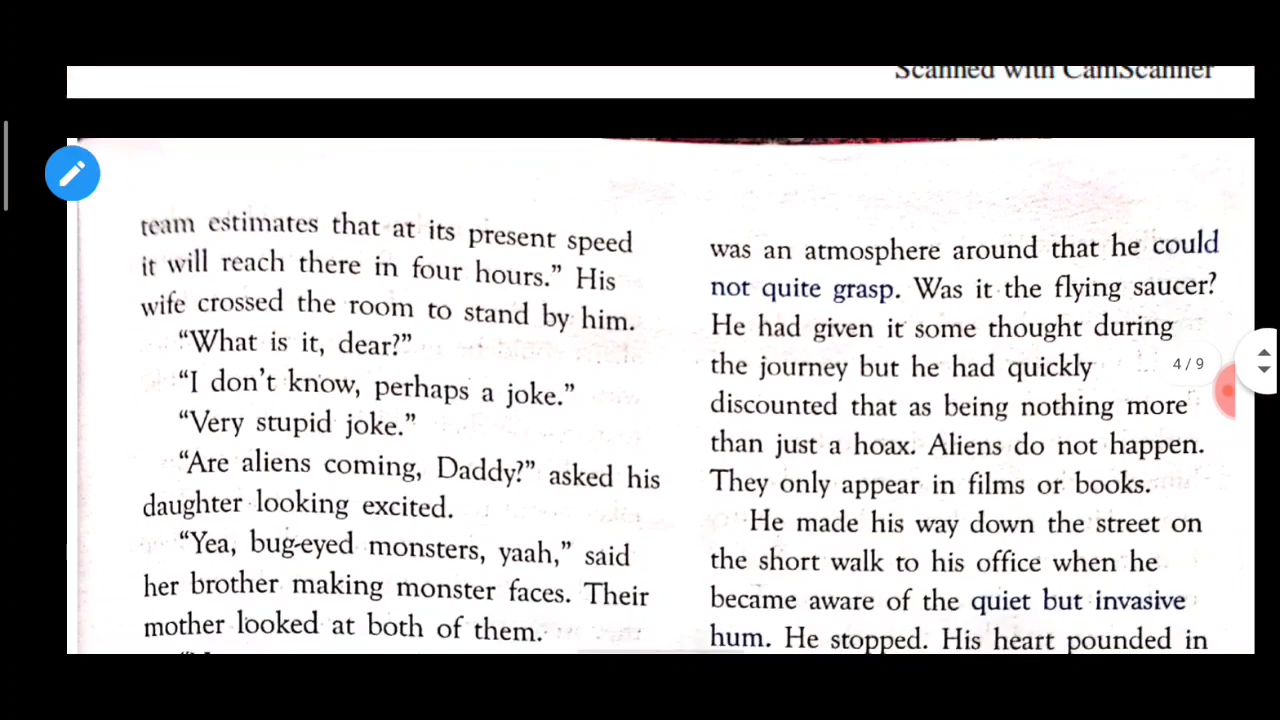 Scanned with CamScanner
team estimates that at its present speed
it will reach there in four hours.” His
wife crossed the room to stand by him.
“What is it, dear?”
“I don’t know, perhaps a joke.”
“Very stupid joke.”
“Are aliens coming, Daddy?” asked his
daughter looking excited.
“Yea, bug-eyed monsters, yaah,” said
her brother making monster faces. Their
mother looked at both of them.
was an atmosphere around that he could
not quite grasp. Was it the flying saucer?
He had given it some thought during
the journey but he had quickly
discounted that as being nothing more
than just a hoax. Aliens do not happen.
They only appear in films or books.
He made his way down the street on
the short walk to his office when he
became aware of the quiet but invasive
hum. He stopped. His heart pounded in
4 / 9